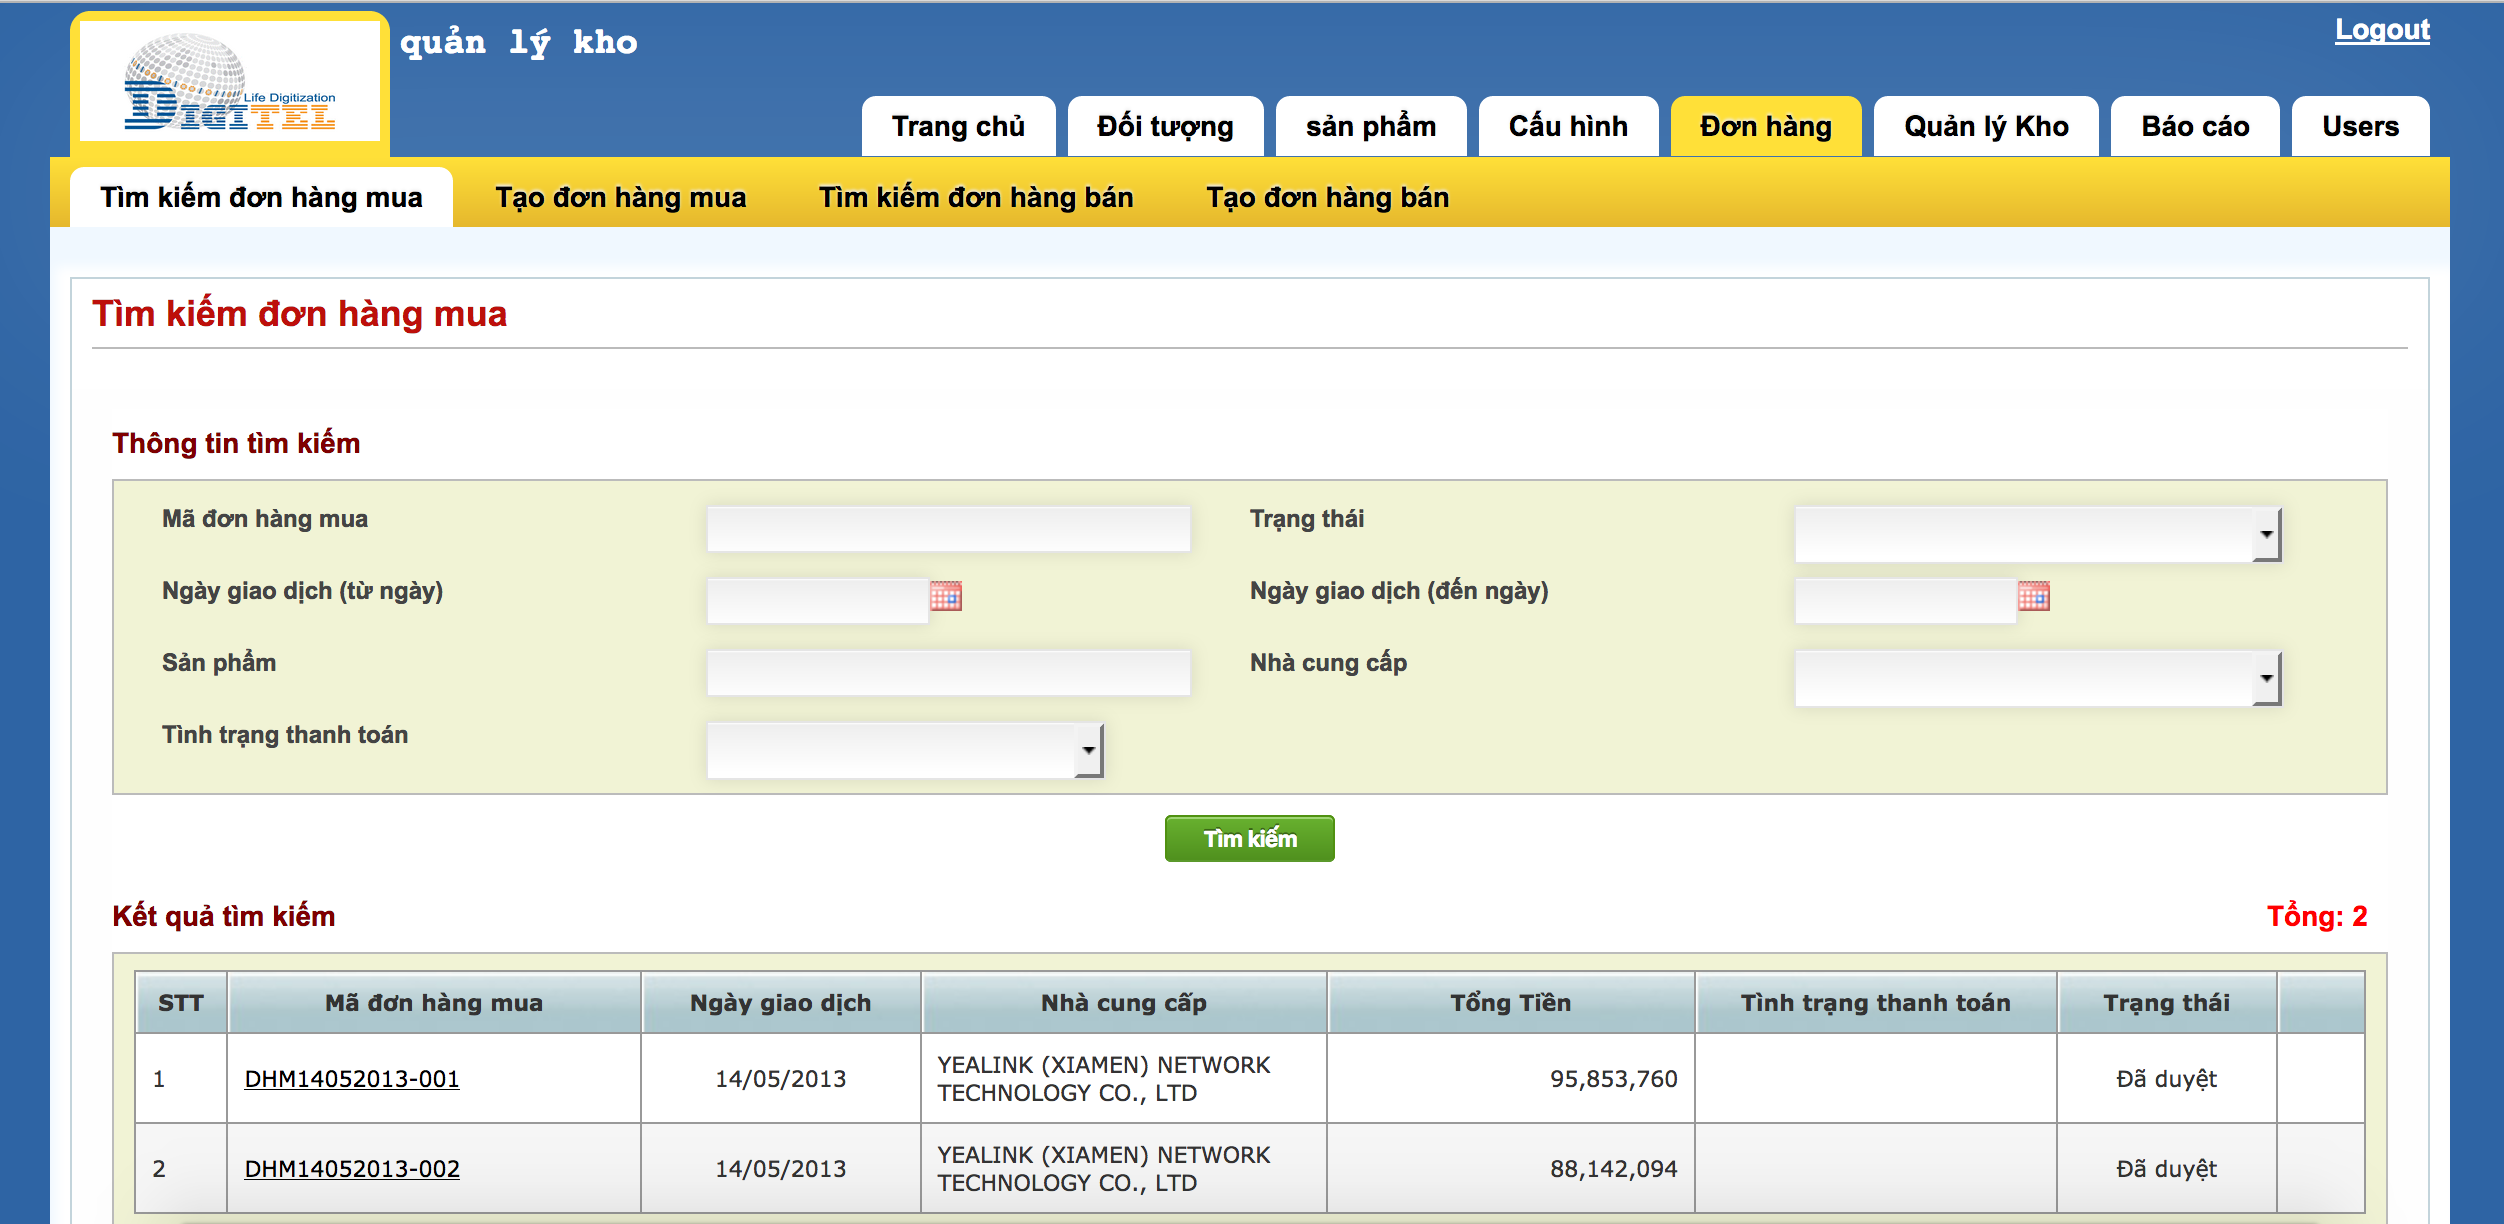 quản lý kho
Logout
Life Digitization
DIGITEL
Trang chủ
Đối tượng
sản phẩm
Cấu hình
Đơn hàng
Quản lý Kho
Báo cáo
Users
Tìm kiếm đơn hàng mua
Tạo đơn hàng mua
Tìm kiếm đơn hàng bán
Tạo đơn hàng bán
Tìm kiếm đơn hàng mua
Thông tin tìm kiếm
Mã đơn hàng mua
Trạng thái
Ngày giao dịch (từ ngày)
Ngày giao dịch (đến ngày)
Sản phẩm
Nhà cung cấp
Tình trạng thanh toán
Tìm kiếm
Kết quả tìm kiếm
Tổng: 2
STT
Mã đơn hàng mua
Ngày giao dịch
Nhà cung cấp
Tổng Tiền
Tình trạng thanh toán
Trạng thái
1
DHM14052013-001
14/05/2013
YEALINK (XIAMEN) NETWORK
TECHNOLOGY CO., LTD
95,853,760
Đã duyệt
2
DHM14052013-002
14/05/2013
YEALINK (XIAMEN) NETWORK
TECHNOLOGY CO., LTD
88,142,094
Đã duyệt